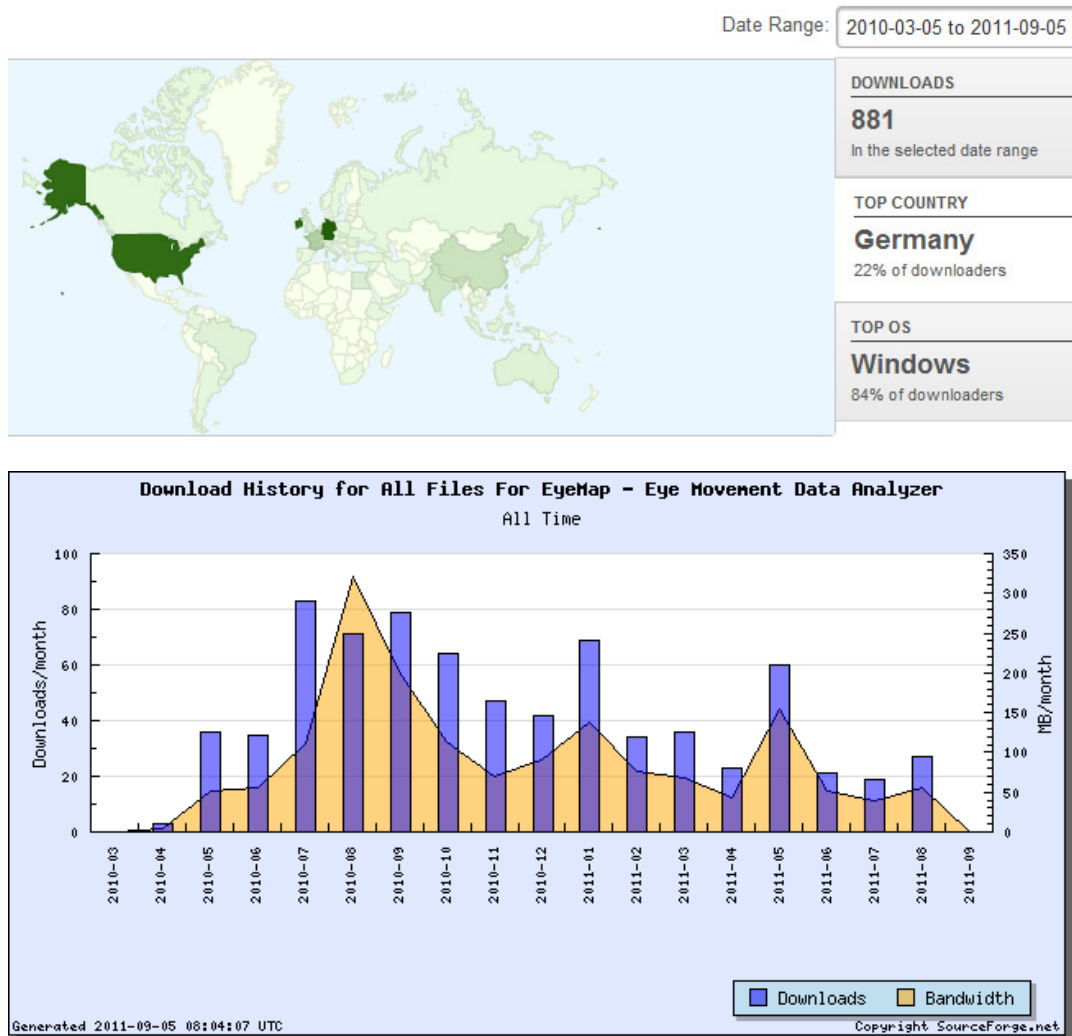 Date Range: 2010-03-05 to 2011-09-05
DOWNLOADS
881
In the selected date range
TOP COUNTRY
Germany
22% of downloaders
TOP OS
Windows
84% of downloaders
Download History for All Files For EyeMap - Eye Movement Data Analyzer
All Time
Downloads/month
100
80
60
40
20
0
350
300
250
200
150
100
50
0
MB/month
2010-03
2010-04
2010-05
2010-06
2010-07
2010-08
2010-09
2010-10
2010-11
2010-12
2011-01
2011-02
2011-03
2011-04
2011-05
2011-06
2011-07
2011-08
2011-09
Downloads
Bandwidth
Generated 2011-09-05 08:04:07 UTC
Copyright SourceForge.net